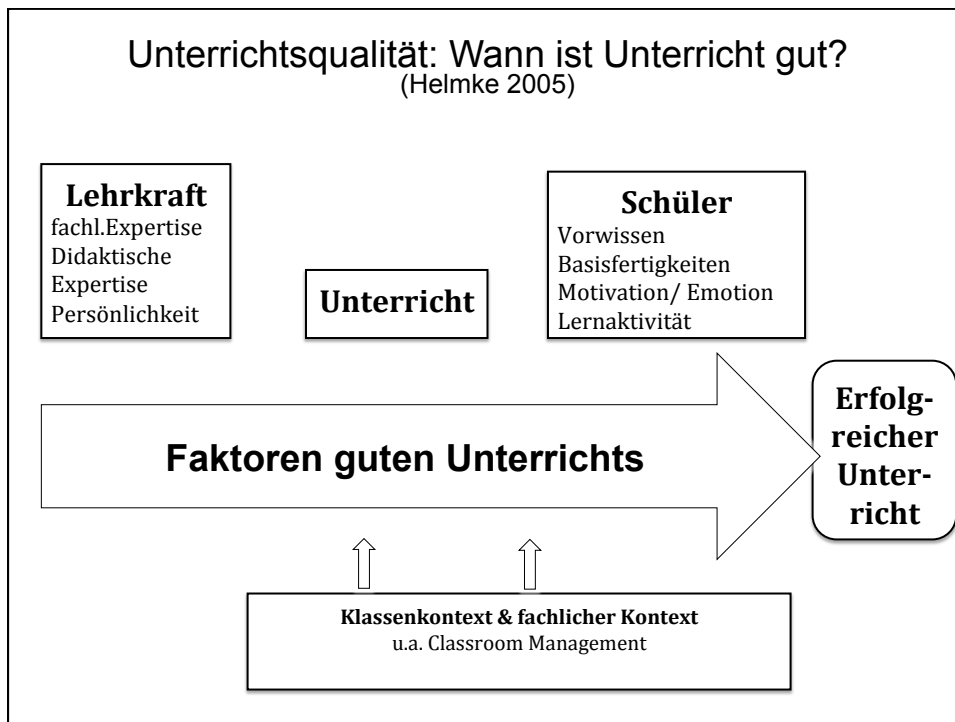 Unterrichtsqualität: Wann ist Unterricht gut?
(Helmke 2005)
Lehrkraft
fachl.Expertise
Didaktische
Expertise
Persönlichkeit
Unterricht
Schüler
Vorwissen
Basisfertigkeiten
Motivation/ Emotion
Lernaktivität
Faktoren guten Unterrichts
Erfolg-
reicher
Unter-
richt
Klassenkontext & fachlicher Kontext
u.a. Classroom Management